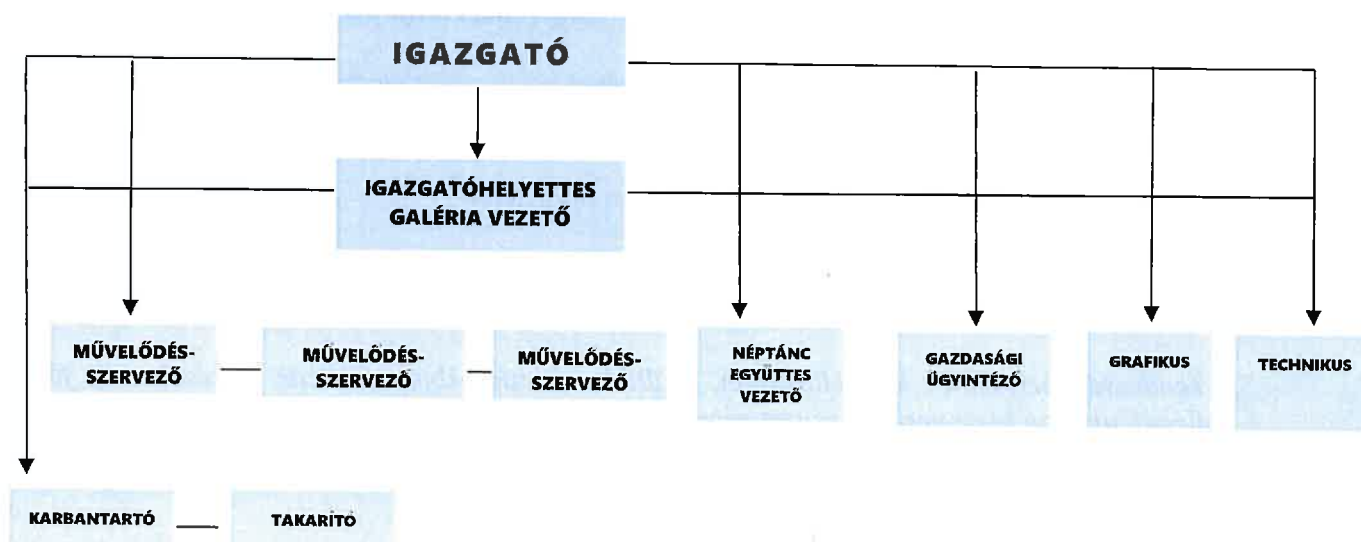 IGAZGATÓ
IGAZGATÓHELYETTES
GALÉRIA VEZETŐ
MŰVELŐDÉS-
SZERVEZŐ
MŰVELŐDÉS-
SZERVEZŐ
MŰVELŐDÉS-
SZERVEZŐ
NÉPTÁNC
EGYÜTTES
VEZETŐ
GAZDASÁGI
ÜGYINTÉZŐ
GRAFIKUS
TECHNIKUS
KARBANTARTÓ
TAKARÍTÓ